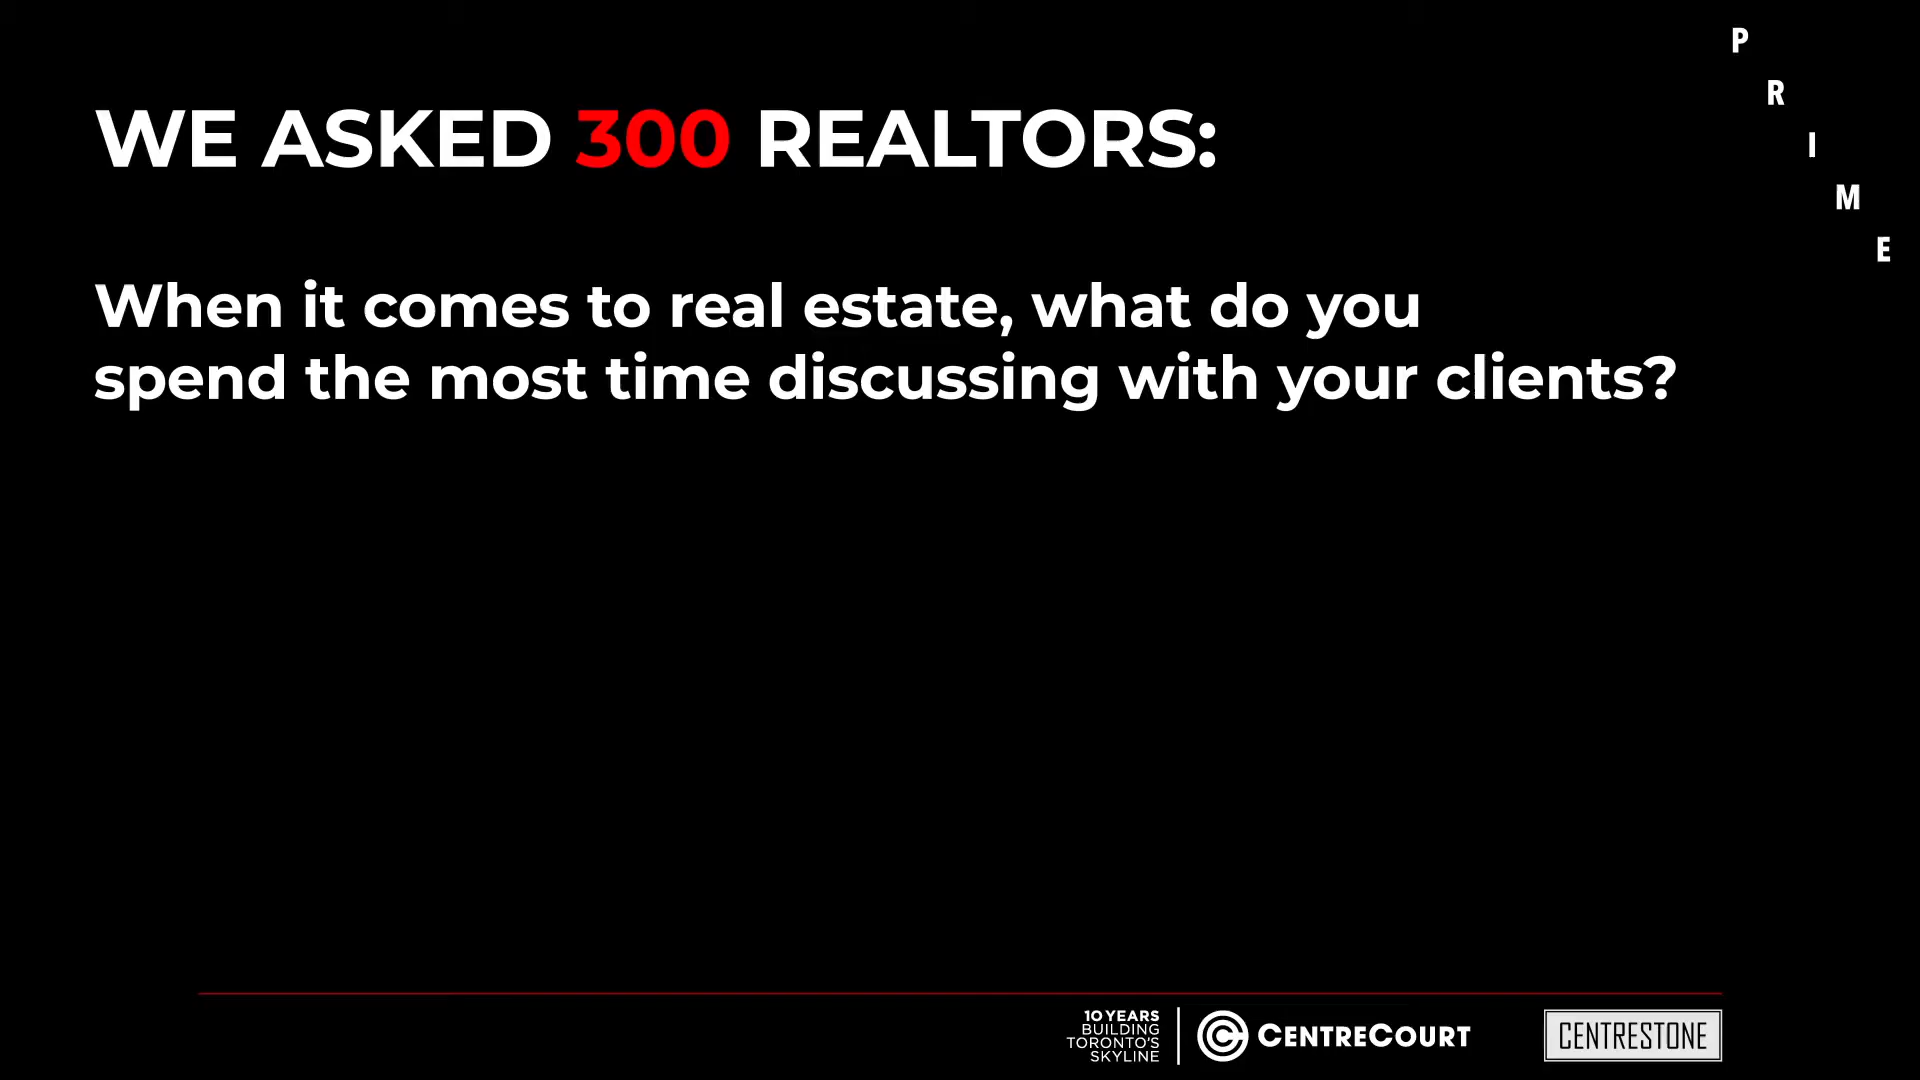 P
R
I
M
E
WE ASKED 300 REALTORS:
When it comes to real estate, what do you
spend the most time discussing with your clients?
10 YEARS
BUILDING
TORONTO'S
SKYLINE
CENTRECOURT
CENTRESTONE